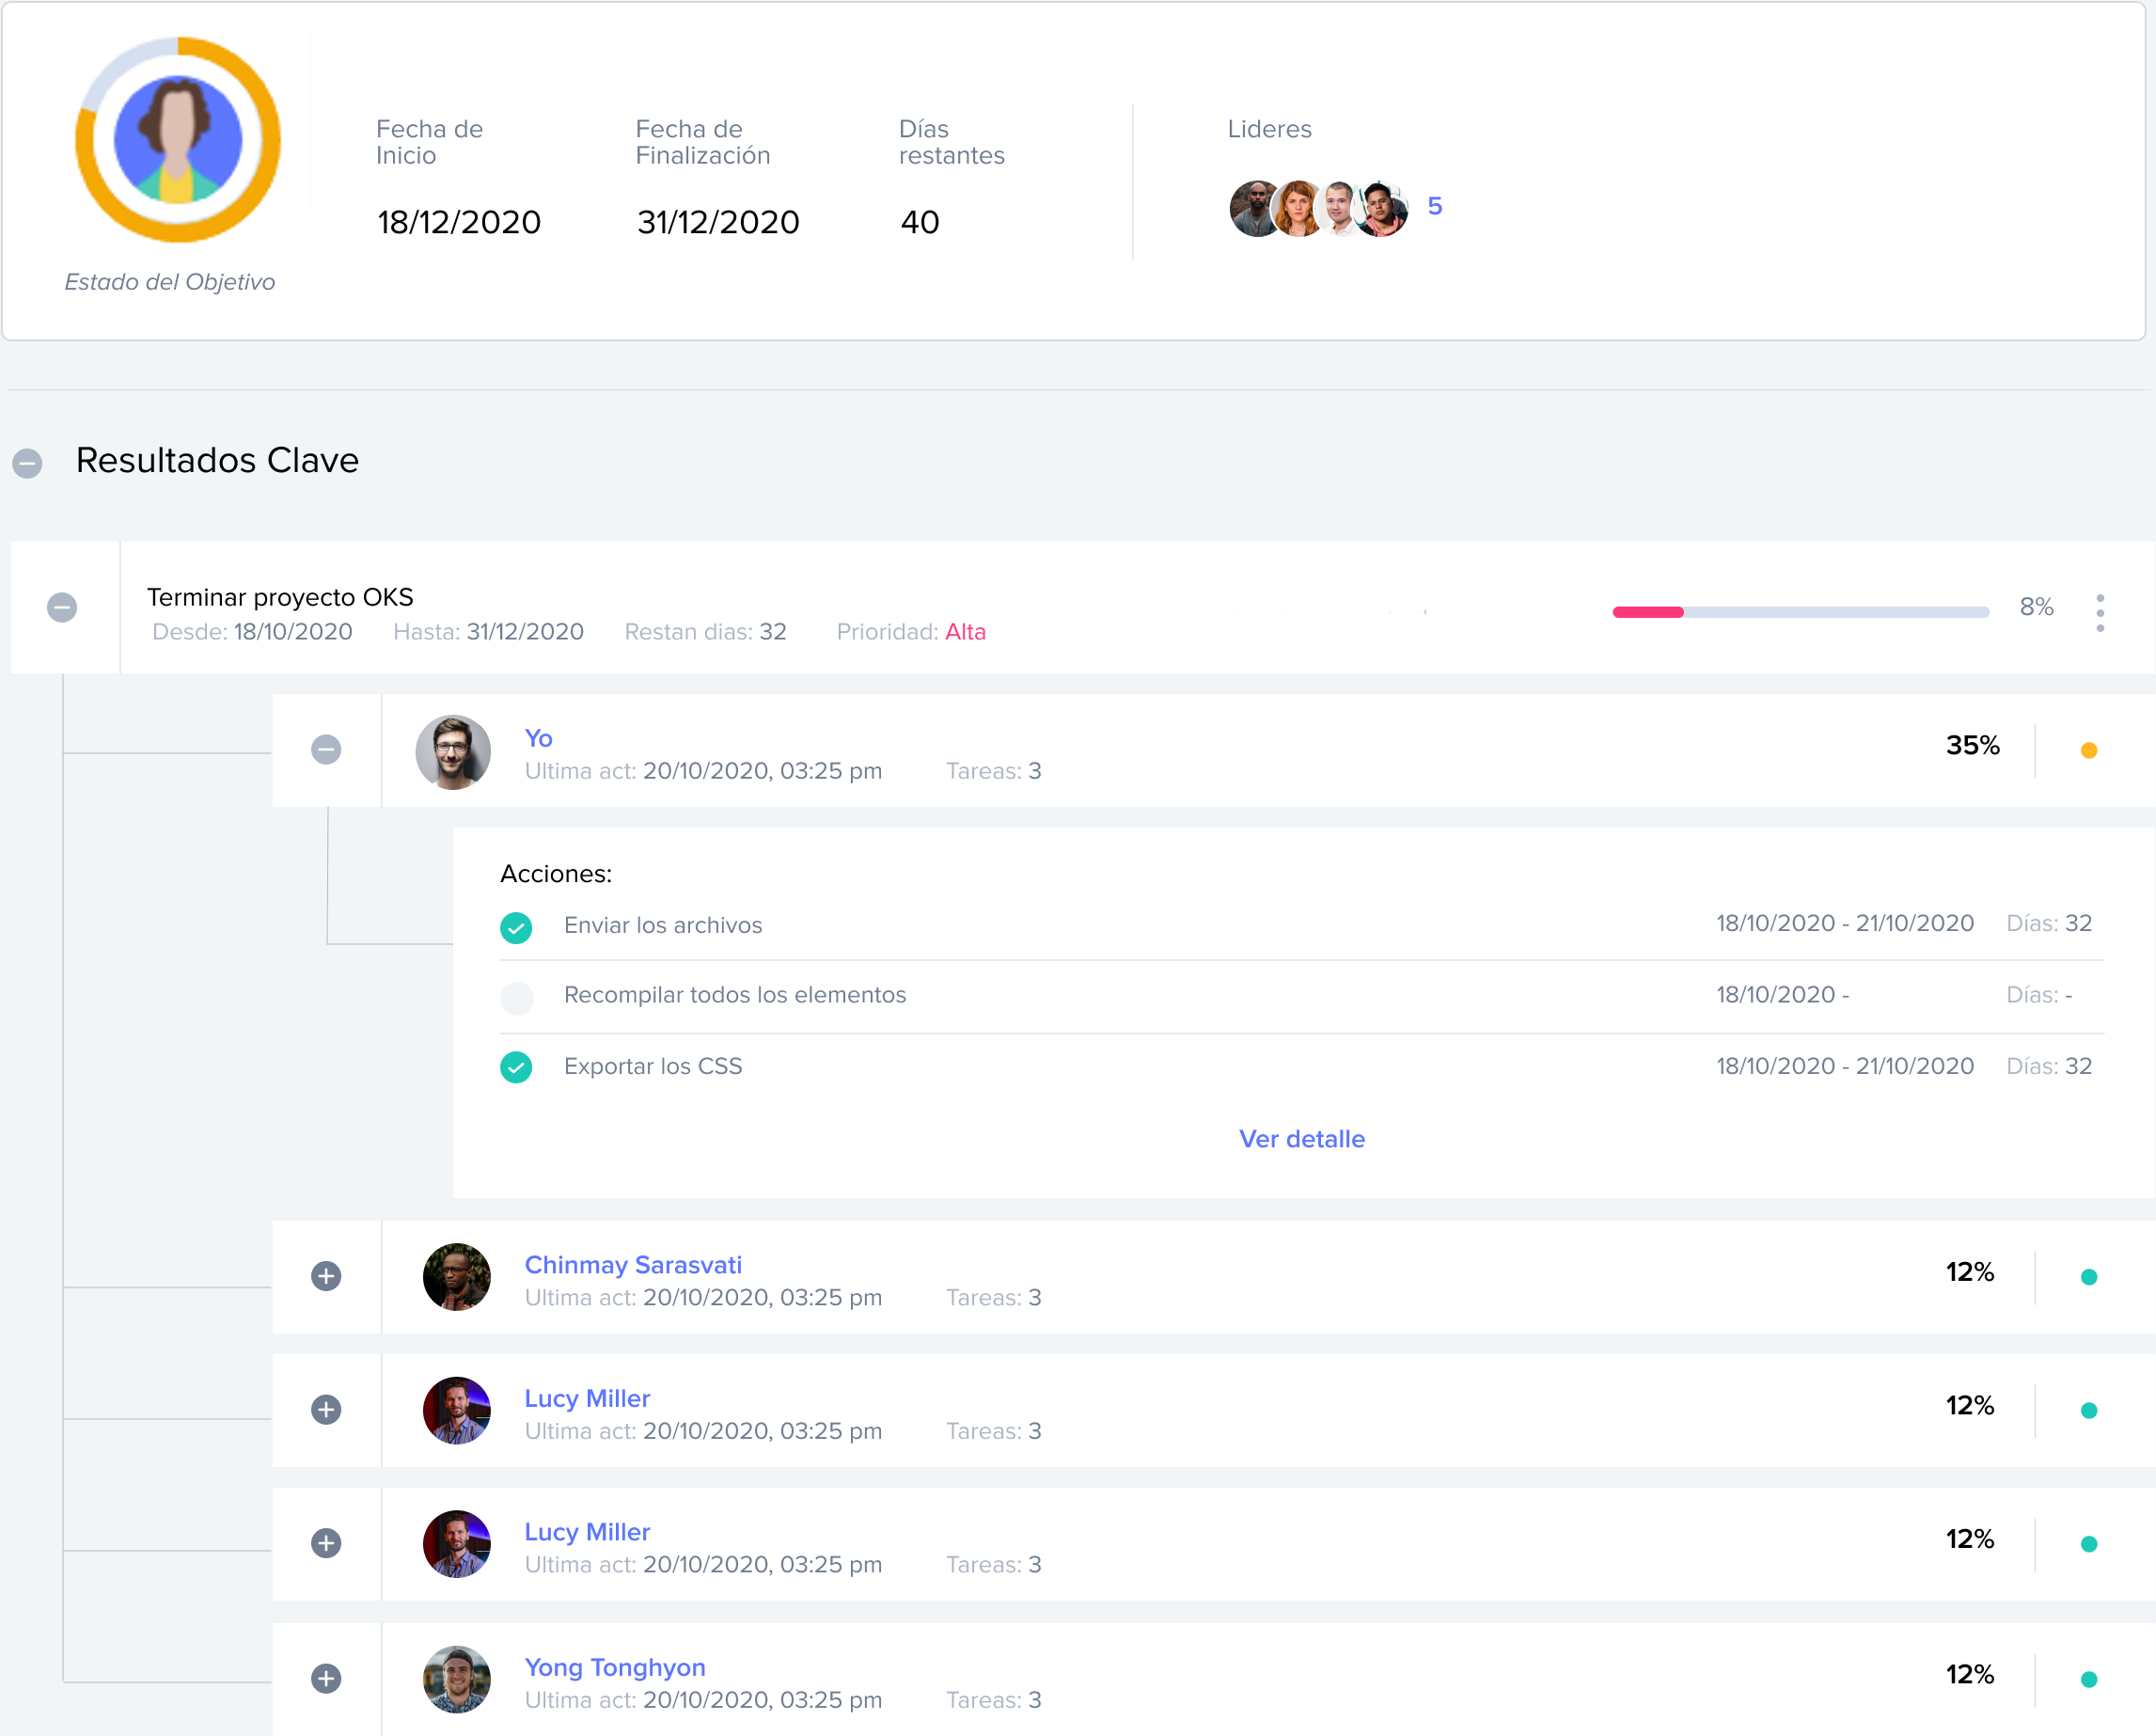 Fecha de
Inicio
Fecha de
Finalización
Días
restantes
Lideres
18/12/2020
31/12/2020
40
5
Estado del Objetivo
Resultados Clave
Terminar proyecto OKS
8%
Desde: 18/10/2020 Hasta: 31/12/2020 Restan dias: 32 Prioridad: Alta
Yo
35%
Ultima act: 20/10/2020, 03:25 pm Tareas: 3
Acciones:
Enviar los archivos 18/10/2020 - 21/10/2020 Días: 32
Recompilar todos los elementos 18/10/2020 - Días: -
Exportar los CSS 18/10/2020 - 21/10/2020 Días: 32
Ver detalle
Chinmay Sarasvati
12%
Ultima act: 20/10/2020, 03:25 pm Tareas: 3
Lucy Miller
12%
Ultima act: 20/10/2020, 03:25 pm Tareas: 3
Lucy Miller
12%
Ultima act: 20/10/2020, 03:25 pm Tareas: 3
Yong Tonghyon
12%
Ultima act: 20/10/2020, 03:25 pm Tareas: 3